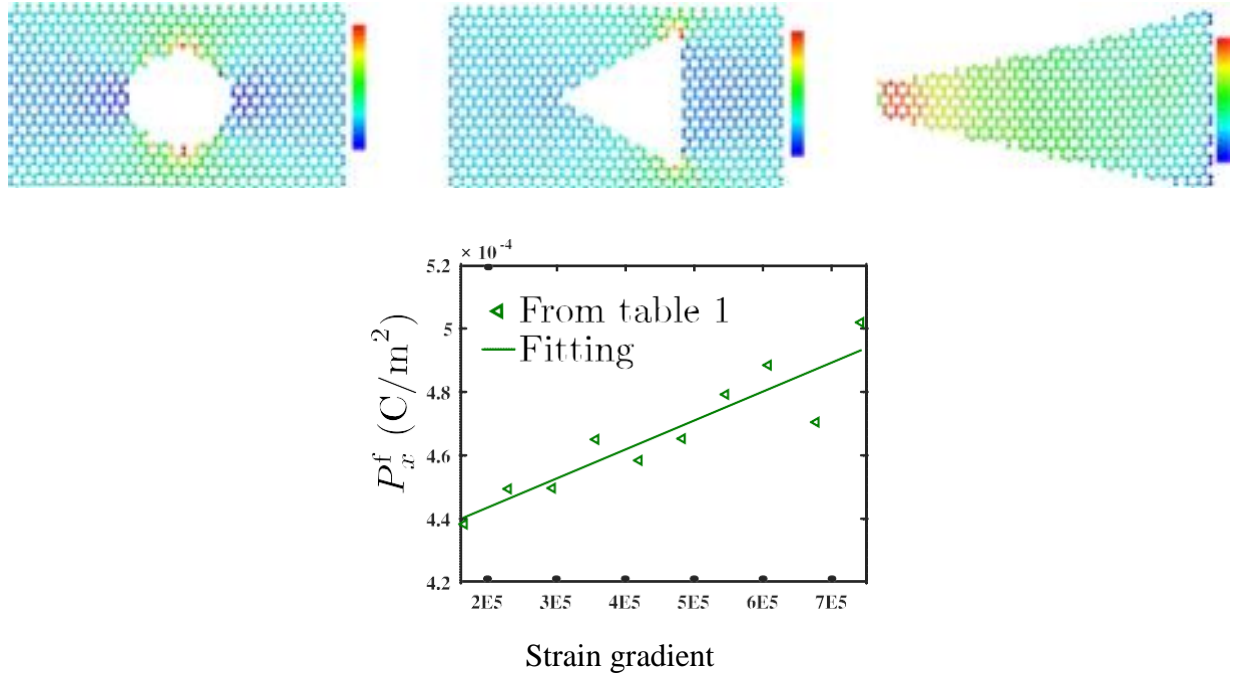 × 10⁻⁴
5.2
5
4.8
4.6
4.4
4.2
From table 1
Fitting
Pₓᶠ (C/m²)
2E5 3E5 4E5 5E5 6E5 7E5
Strain gradient